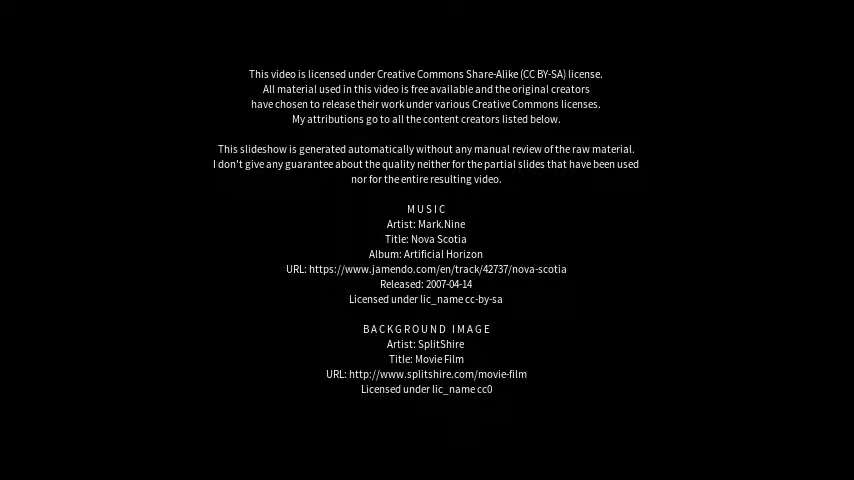 This video is licensed under Creative Commons Share-Alike (CC BY-SA) license.
All material used in this video is free available and the original creators
have chosen to release their work under various Creative Commons licenses.
My attributions go to all the content creators listed below.
This slideshow is generated automatically without any manual review of the raw material.
I don't give any guarantee about the quality neither for the partial slides that have been used
nor for the entire resulting video.
MUSIC
Artist: Mark.Nine
Title: Nova Scotia
Album: Artificial Horizon
URL: https://www.jamendo.com/en/track/42737/nova-scotia
Released: 2007-04-14
Licensed under lic_name cc-by-sa
BACKGROUND IMAGE
Artist: SplitShire
Title: Movie Film
URL: http://www.splitshire.com/movie-film
Licensed under lic_name cc0